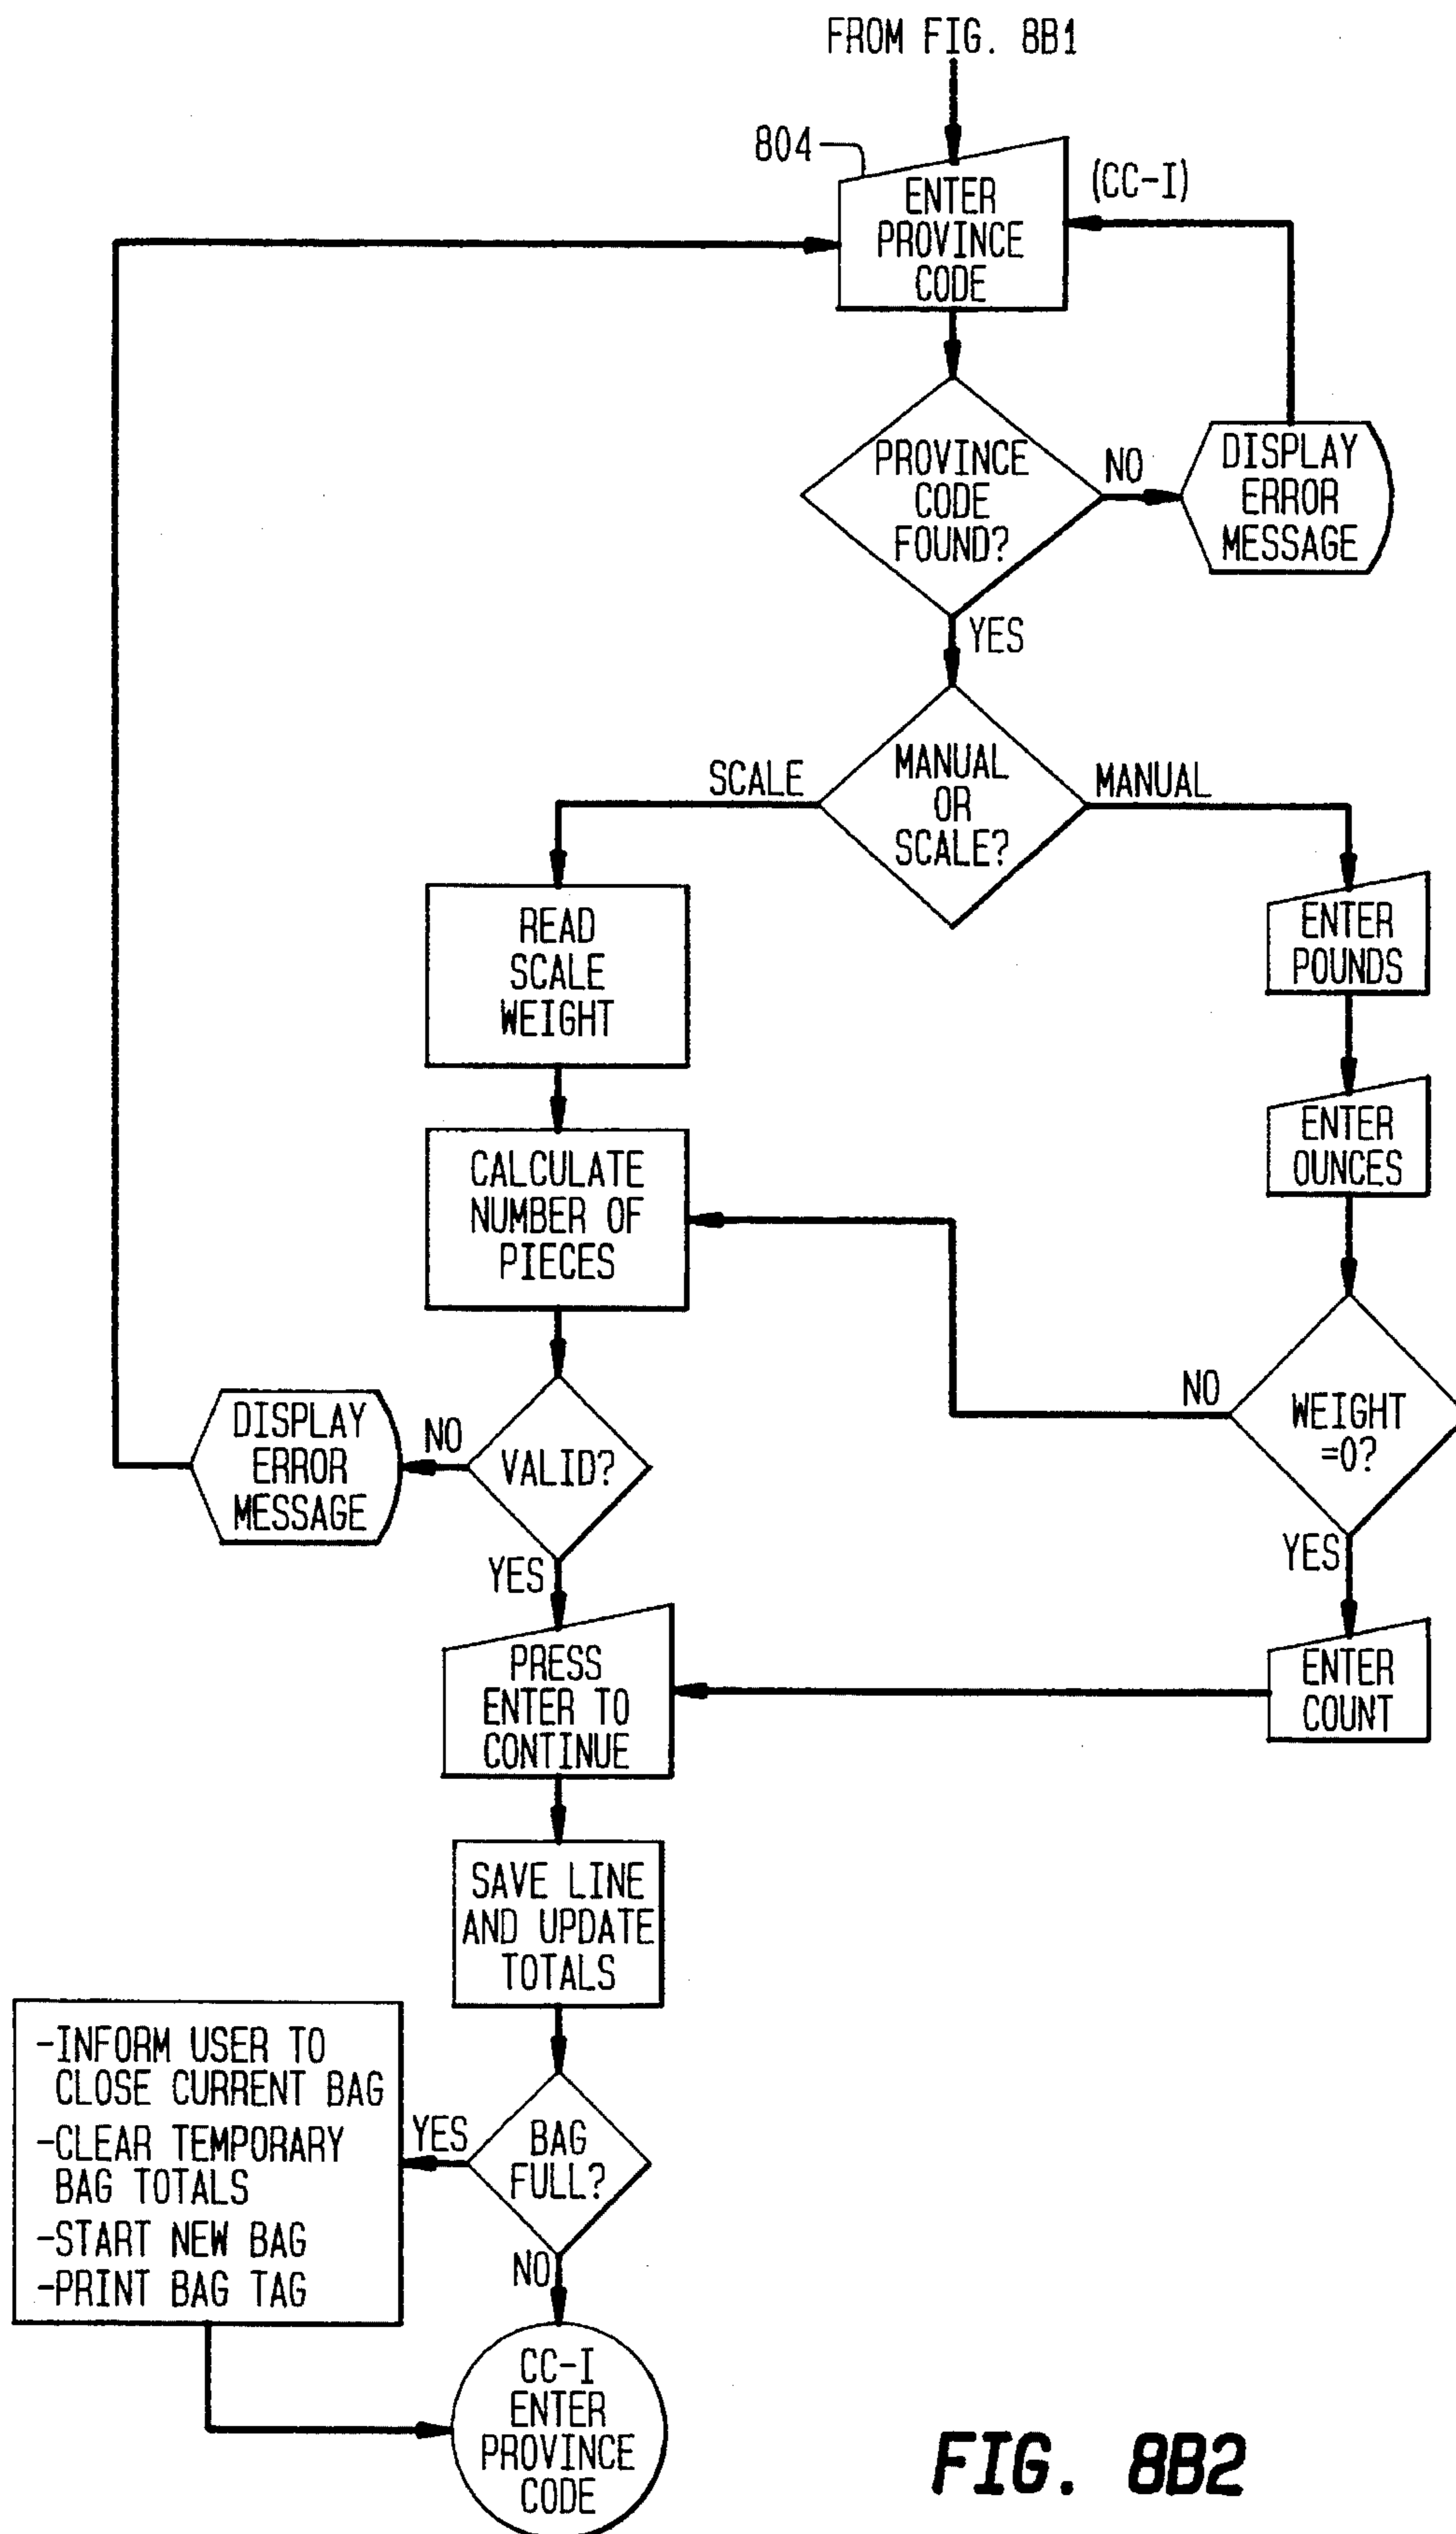 FROM FIG. 8B1
804
(CC-I)
ENTER
PROVINCE
CODE
PROVINCE
CODE
FOUND?
NO
DISPLAY
ERROR
MESSAGE
YES
MANUAL
OR
SCALE?
SCALE
MANUAL
READ
SCALE
WEIGHT
ENTER
POUNDS
ENTER
OUNCES
CALCULATE
NUMBER OF
PIECES
WEIGHT
=0?
NO
VALID?
NO
DISPLAY
ERROR
MESSAGE
YES
YES
PRESS
ENTER TO
CONTINUE
ENTER
COUNT
SAVE LINE
AND UPDATE
TOTALS
BAG
FULL?
YES
-INFORM USER TO
CLOSE CURRENT BAG
-CLEAR TEMPORARY
BAG TOTALS
-START NEW BAG
-PRINT BAG TAG
NO
CC-I
ENTER
PROVINCE
CODE
FIG. 8B2